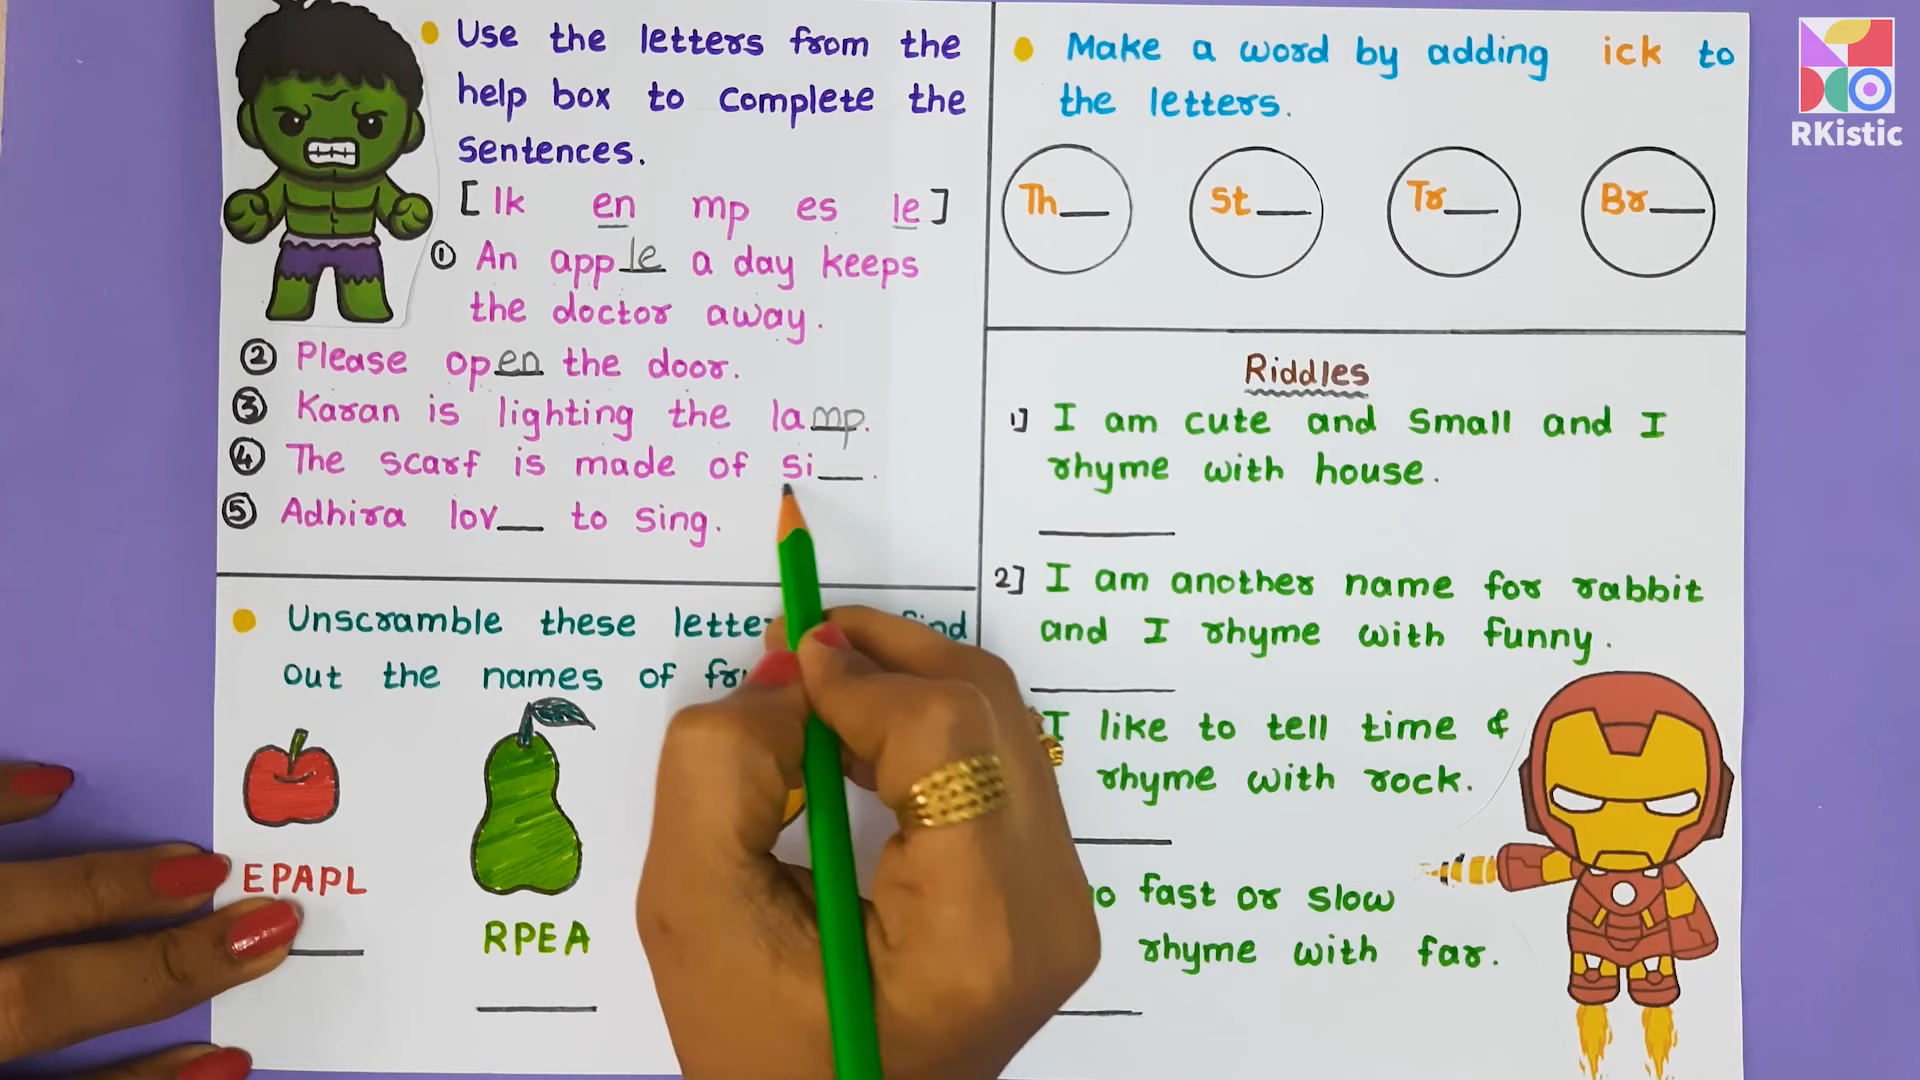 Use the letters from the
help box to complete the
sentences.
[ lk en mp es le ]
① An apple a day keeps
the doctor away.
② Please open the door.
③ Karan is lighting the lamp.
④ The scarf is made of si__.
⑤ Adhira lov__ to sing.
Unscramble these
out the names of
EPAPL
RPEA
Make a word by adding ick to
the letters.
Th__ St__ Tr__ Br__
Riddles
1] I am cute and small and I
rhyme with house.
2] I am another name for rabbit
and I rhyme with funny.
I like to tell time &
rhyme with rock.
fast or slow
rhyme with far.
RKistic